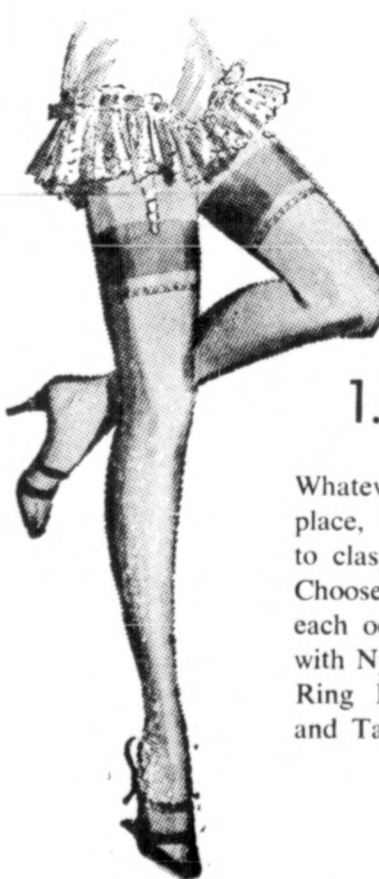 1.
Whatev
place,
to clas
Choose
each o
with N
Ring
and Ta